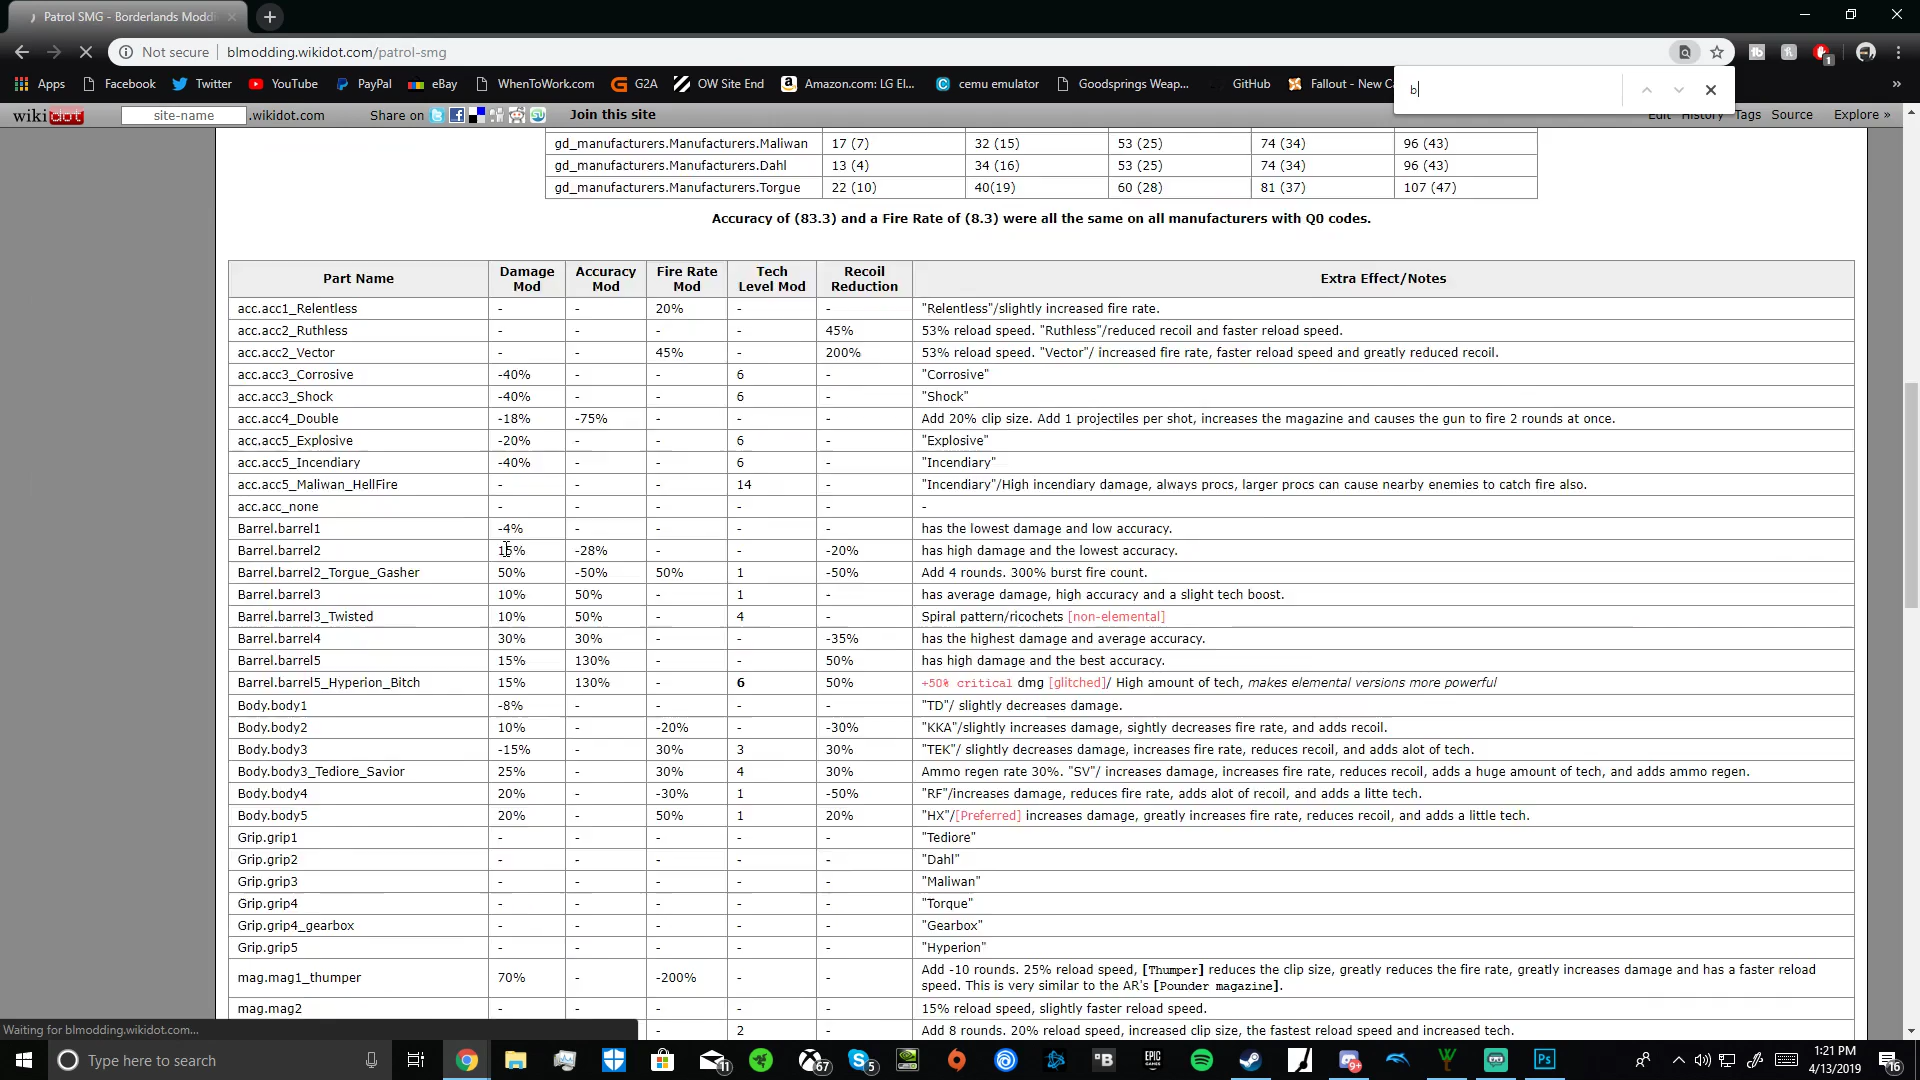 Patrol SMG - Borderlands Moddi
Not secure | blmodding.wikidot.com/patrol-smg
Apps Facebook Twitter YouTube PayPal eBay WhenToWork.com G2A OW Site End Amazon.com: LG El... cemu emulator Goodsprings Weap... GitHub Fallout - New Ca »
b
wikidot site-name .wikidot.com Share on Join this site Edit History Tags Source Explore »
gd_manufacturers.Manufacturers.Maliwan 17 (7) 32 (15) 53 (25) 74 (34) 96 (43)
gd_manufacturers.Manufacturers.Dahl 13 (4) 34 (16) 53 (25) 74 (34) 96 (43)
gd_manufacturers.Manufacturers.Torgue 22 (10) 40(19) 60 (28) 81 (37) 107 (47)
Accuracy of (83.3) and a Fire Rate of (8.3) were all the same on all manufacturers with Q0 codes.
Part Name Damage Mod Accuracy Mod Fire Rate Mod Tech Level Mod Recoil Reduction Extra Effect/Notes
acc.acc1_Relentless - - 20% - - "Relentless"/slightly increased fire rate.
acc.acc2_Ruthless - - - - 45% 53% reload speed. "Ruthless"/reduced recoil and faster reload speed.
acc.acc2_Vector - - 45% - 200% 53% reload speed. "Vector"/ increased fire rate, faster reload speed and greatly reduced recoil.
acc.acc3_Corrosive -40% - - 6 - "Corrosive"
acc.acc3_Shock -40% - - 6 - "Shock"
acc.acc4_Double -18% -75% - - - Add 20% clip size. Add 1 projectiles per shot, increases the magazine and causes the gun to fire 2 rounds at once.
acc.acc5_Explosive -20% - - 6 - "Explosive"
acc.acc5_Incendiary -40% - - 6 - "Incendiary"
acc.acc5_Maliwan_HellFire - - - 14 - "Incendiary"/High incendiary damage, always procs, larger procs can cause nearby enemies to catch fire also.
acc.acc_none - - - - - -
Barrel.barrel1 -4% - - - - has the lowest damage and low accuracy.
Barrel.barrel2 15% -28% - - -20% has high damage and the lowest accuracy.
Barrel.barrel2_Torgue_Gasher 50% -50% 50% 1 -50% Add 4 rounds. 300% burst fire count.
Barrel.barrel3 10% 50% - 1 - has average damage, high accuracy and a slight tech boost.
Barrel.barrel3_Twisted 10% 50% - 4 - Spiral pattern/ricochets [non-elemental]
Barrel.barrel4 30% 30% - - -35% has the highest damage and average accuracy.
Barrel.barrel5 15% 130% - - 50% has high damage and the best accuracy.
Barrel.barrel5_Hyperion_Bitch 15% 130% - 6 50% +50% critical dmg [glitched]/ High amount of tech, makes elemental versions more powerful
Body.body1 -8% - - - - "TD"/ slightly decreases damage.
Body.body2 10% - -20% - -30% "KKA"/slightly increases damage, sightly decreases fire rate, and adds recoil.
Body.body3 -15% - 30% 3 30% "TEK"/ slightly decreases damage, increases fire rate, reduces recoil, and adds alot of tech.
Body.body3_Tediore_Savior 25% - 30% 4 30% Ammo regen rate 30%. "SV"/ increases damage, increases fire rate, reduces recoil, adds a huge amount of tech, and adds ammo regen.
Body.body4 20% - -30% 1 -50% "RF"/increases damage, reduces fire rate, adds alot of recoil, and adds a litte tech.
Body.body5 20% - 50% 1 20% "HX"/[Preferred] increases damage, greatly increases fire rate, reduces recoil, and adds a little tech.
Grip.grip1 - - - - - "Tediore"
Grip.grip2 - - - - - "Dahl"
Grip.grip3 - - - - - "Maliwan"
Grip.grip4 - - - - - "Torque"
Grip.grip4_gearbox - - - - - "Gearbox"
Grip.grip5 - - - - - "Hyperion"
mag.mag1_thumper 70% - -200% - - Add -10 rounds. 25% reload speed, [Thumper] reduces the clip size, greatly reduces the fire rate, greatly increases damage and has a faster reload
speed. This is very similar to the AR's [Pounder magazine].
mag.mag2 - - - - - 15% reload speed, slightly faster reload speed.
- 2 - Add 8 rounds. 20% reload speed, increased clip size, the fastest reload speed and increased tech.
Waiting for blmodding.wikidot.com...
Type here to search 1:21 PM
4/13/2019